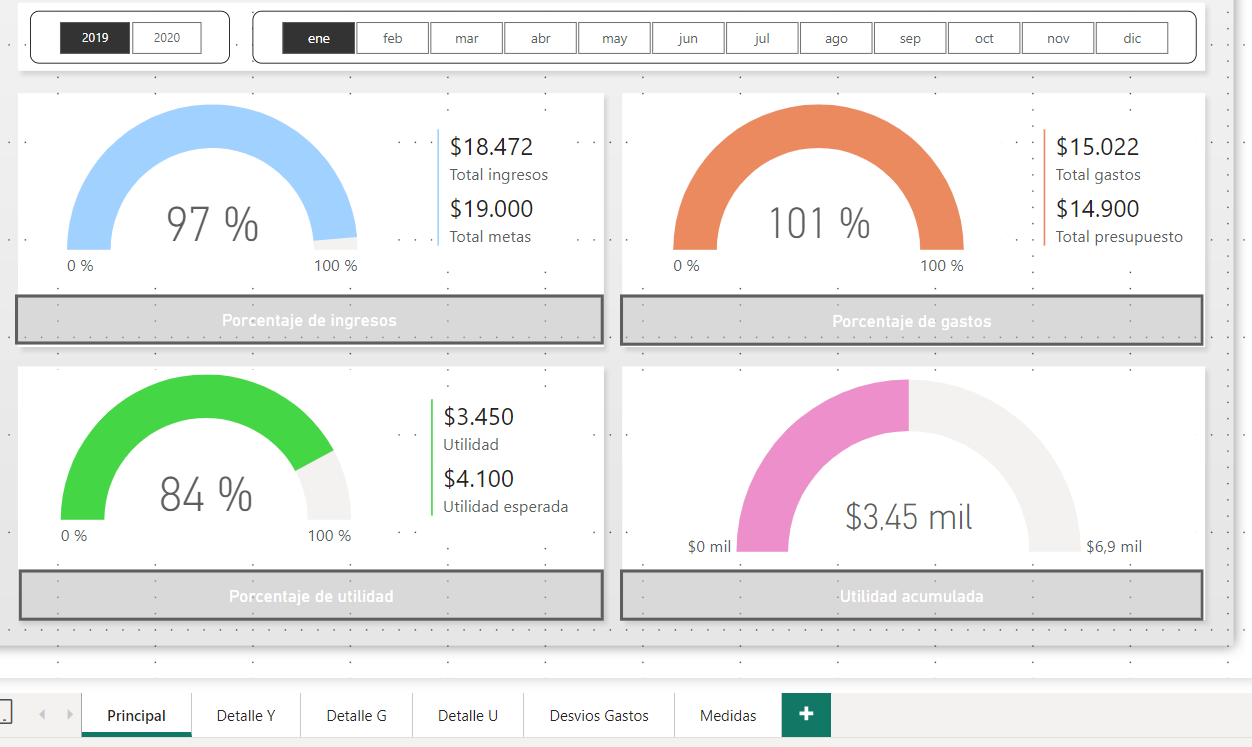 2019 2020 ene feb mar abr may jun jul ago sep oct nov dic
97 %
0 % 100 %
$18.472
Total ingresos
$19.000
Total metas
Porcentaje de ingresos
101 %
0 % 100 %
$15.022
Total gastos
$14.900
Total presupuesto
Porcentaje de gastos
84 %
0 % 100 %
$3.450
Utilidad
$4.100
Utilidad esperada
Porcentaje de utilidad
$3,45 mil
$0 mil $6,9 mil
Utilidad acumulada
Principal Detalle Y Detalle G Detalle U Desvios Gastos Medidas +